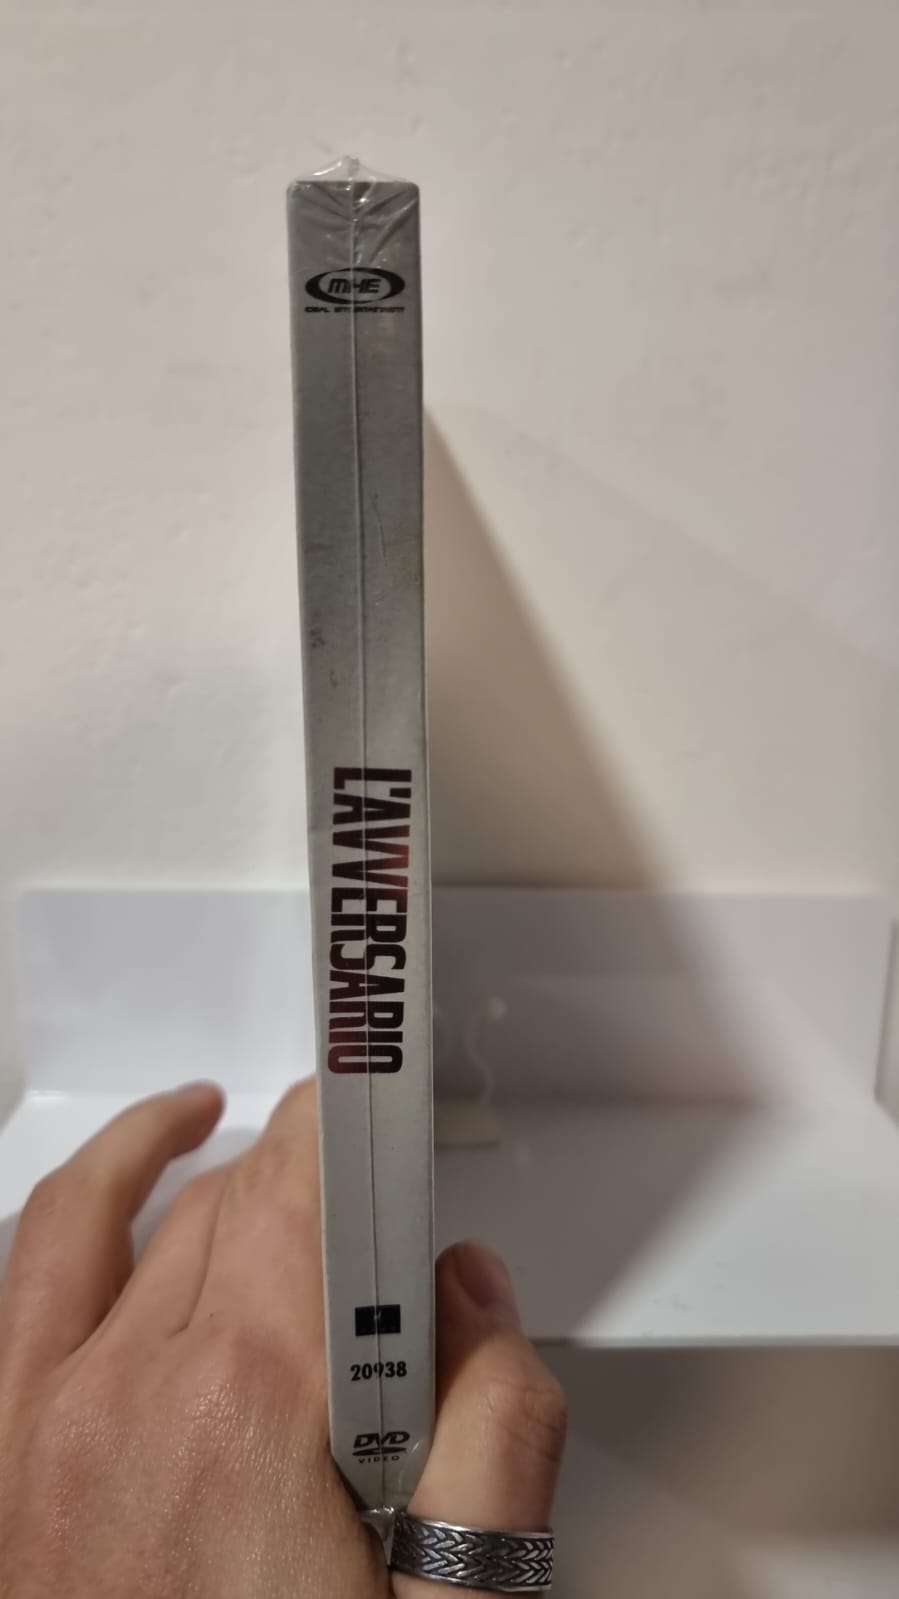 MHE
L'AVVERSARIO
20938
DVD
VIDEO